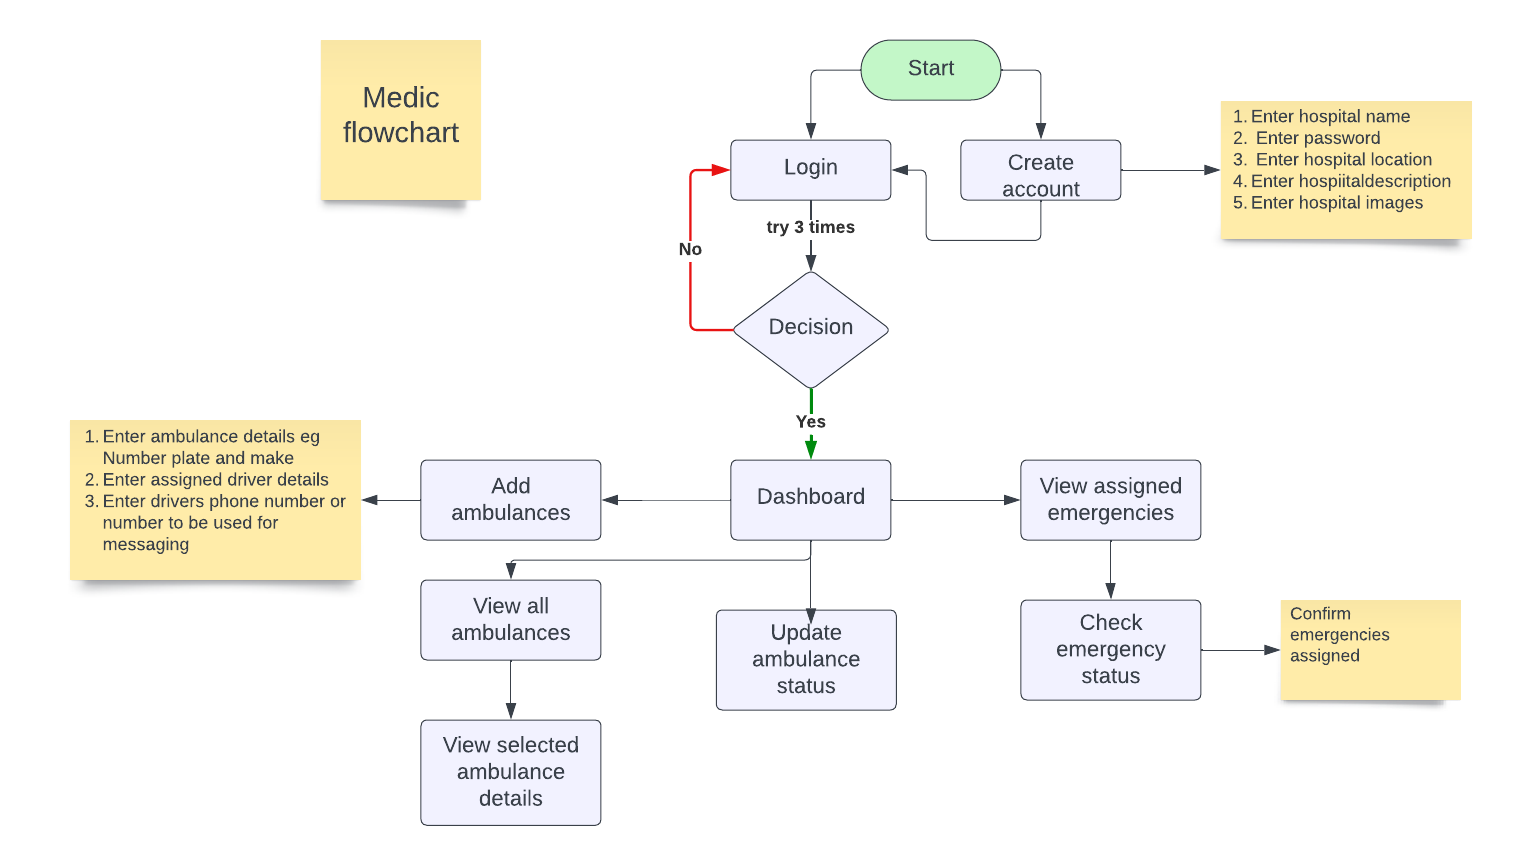 Medic
flowchart
Start
Login
Create
account
1. Enter hospital name
2. Enter password
3. Enter hospital location
4. Enter hospiitaldescription
5. Enter hospital images
try 3 times
No
Decision
Yes
1. Enter ambulance details eg
Number plate and make
2. Enter assigned driver details
3. Enter drivers phone number or
number to be used for
messaging
Add
ambulances
Dashboard
View assigned
emergencies
View all
ambulances
Update
ambulance
status
Check
emergency
status
Confirm
emergencies
assigned
View selected
ambulance
details